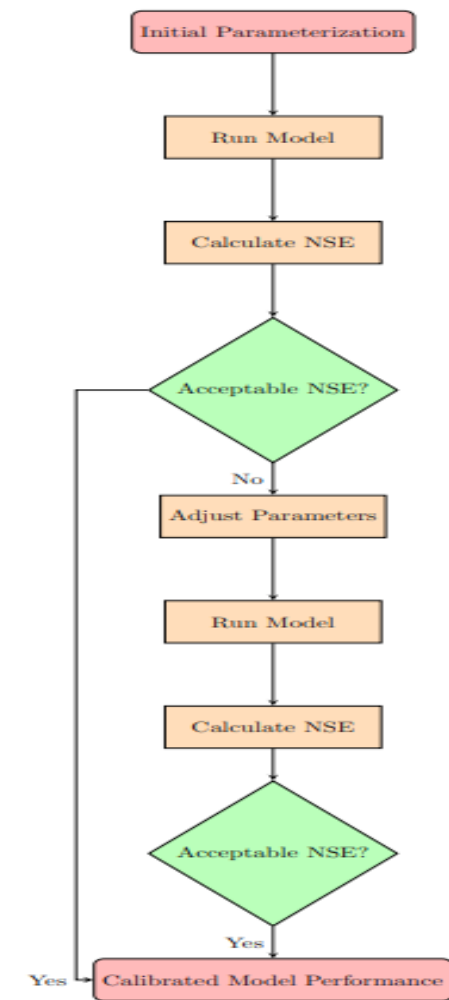 Initial Parameterization
Run Model
Calculate NSE
Acceptable NSE?
No
Adjust Parameters
Run Model
Calculate NSE
Acceptable NSE?
Yes
Yes
Calibrated Model Performance